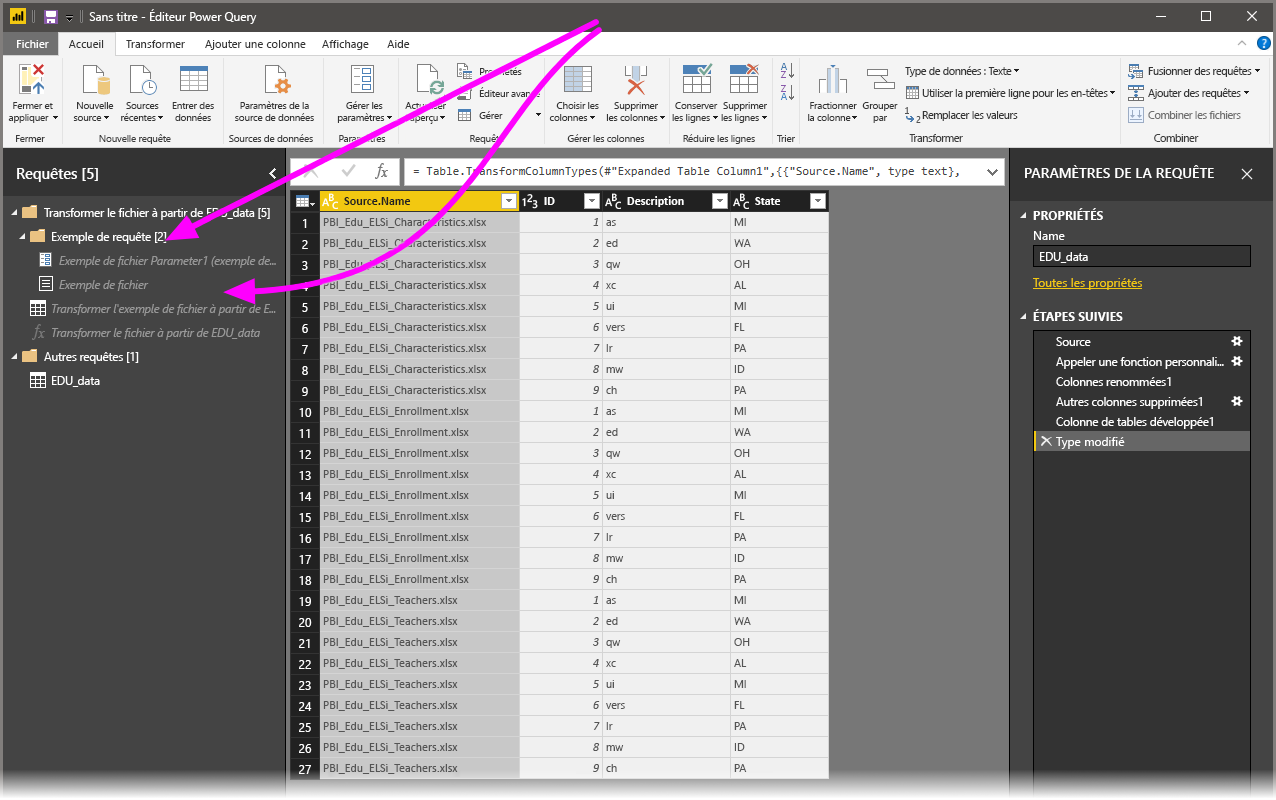 Sans titre - Éditeur Power Query
Fichier Accueil Transformer Ajouter une colonne Affichage Aide
Fermer et appliquer
Nouvelle source
Sources récentes
Entrer des données
Paramètres de la source de données
Gérer les paramètres
Propriétés
Gérer
Choisir les colonnes
Supprimer les colonnes
Conserver les lignes
Supprimer les lignes
Fractionner la colonne
Grouper par
Type de données : Texte
Utiliser la première ligne pour les en-têtes
Remplacer les valeurs
Fusionner des requêtes
Ajouter des requêtes
Combiner les fichiers
Fermer
Nouvelle requête
Sources de données
Gérer les colonnes
Réduire les lignes
Trier
Transformer
Combiner
Requêtes [5]
Transformer le fichier à partir de EDU_data [5]
Exemple de requête [2]
Exemple de fichier Parameter1 (exemple de...
Exemple de fichier
Transformer l'exemple de fichier à partir de E...
fx Transformer le fichier à partir de EDU_data
Autres requêtes [1]
EDU_data
fx = Table.TransformColumnTypes(#"Expanded Table Column1",{{"Source.Name", type text},
ABC Source.Name 123 ID ABC Description ABC State
1 PBI_Edu_ELSi_Characteristics.xlsx 1 as MI
2 PBI_Edu_ELSi_Characteristics.xlsx 2 ed WA
3 PBI_Edu_ELSi_Characteristics.xlsx 3 qw OH
4 PBI_Edu_ELSi_Characteristics.xlsx 4 xc AL
5 PBI_Edu_ELSi_Characteristics.xlsx 5 ui MI
6 PBI_Edu_ELSi_Characteristics.xlsx 6 vers FL
7 PBI_Edu_ELSi_Characteristics.xlsx 7 lr PA
8 PBI_Edu_ELSi_Characteristics.xlsx 8 mw ID
9 PBI_Edu_ELSi_Characteristics.xlsx 9 ch PA
10 PBI_Edu_ELSi_Enrollment.xlsx 1 as MI
11 PBI_Edu_ELSi_Enrollment.xlsx 2 ed WA
12 PBI_Edu_ELSi_Enrollment.xlsx 3 qw OH
13 PBI_Edu_ELSi_Enrollment.xlsx 4 xc AL
14 PBI_Edu_ELSi_Enrollment.xlsx 5 ui MI
15 PBI_Edu_ELSi_Enrollment.xlsx 6 vers FL
16 PBI_Edu_ELSi_Enrollment.xlsx 7 lr PA
17 PBI_Edu_ELSi_Enrollment.xlsx 8 mw ID
18 PBI_Edu_ELSi_Enrollment.xlsx 9 ch PA
19 PBI_Edu_ELSi_Teachers.xlsx 1 as MI
20 PBI_Edu_ELSi_Teachers.xlsx 2 ed WA
21 PBI_Edu_ELSi_Teachers.xlsx 3 qw OH
22 PBI_Edu_ELSi_Teachers.xlsx 4 xc AL
23 PBI_Edu_ELSi_Teachers.xlsx 5 ui MI
24 PBI_Edu_ELSi_Teachers.xlsx 6 vers FL
25 PBI_Edu_ELSi_Teachers.xlsx 7 lr PA
26 PBI_Edu_ELSi_Teachers.xlsx 8 mw ID
27 PBI_Edu_ELSi_Teachers.xlsx 9 ch PA
PARAMÈTRES DE LA REQUÊTE
PROPRIÉTÉS
Name
EDU_data
Toutes les propriétés
ÉTAPES SUIVIES
Source
Appeler une fonction personnali...
Colonnes renommées1
Autres colonnes supprimées1
Colonne de tables développée1
Type modifié